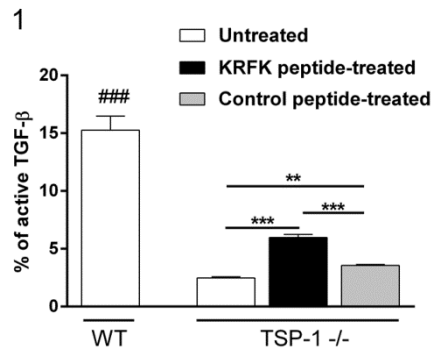 1
Untreated
KRFK peptide-treated
Control peptide-treated
% of active TGF-β
20
15
10
5
0
###
**
*** ***
WT TSP-1 -/-